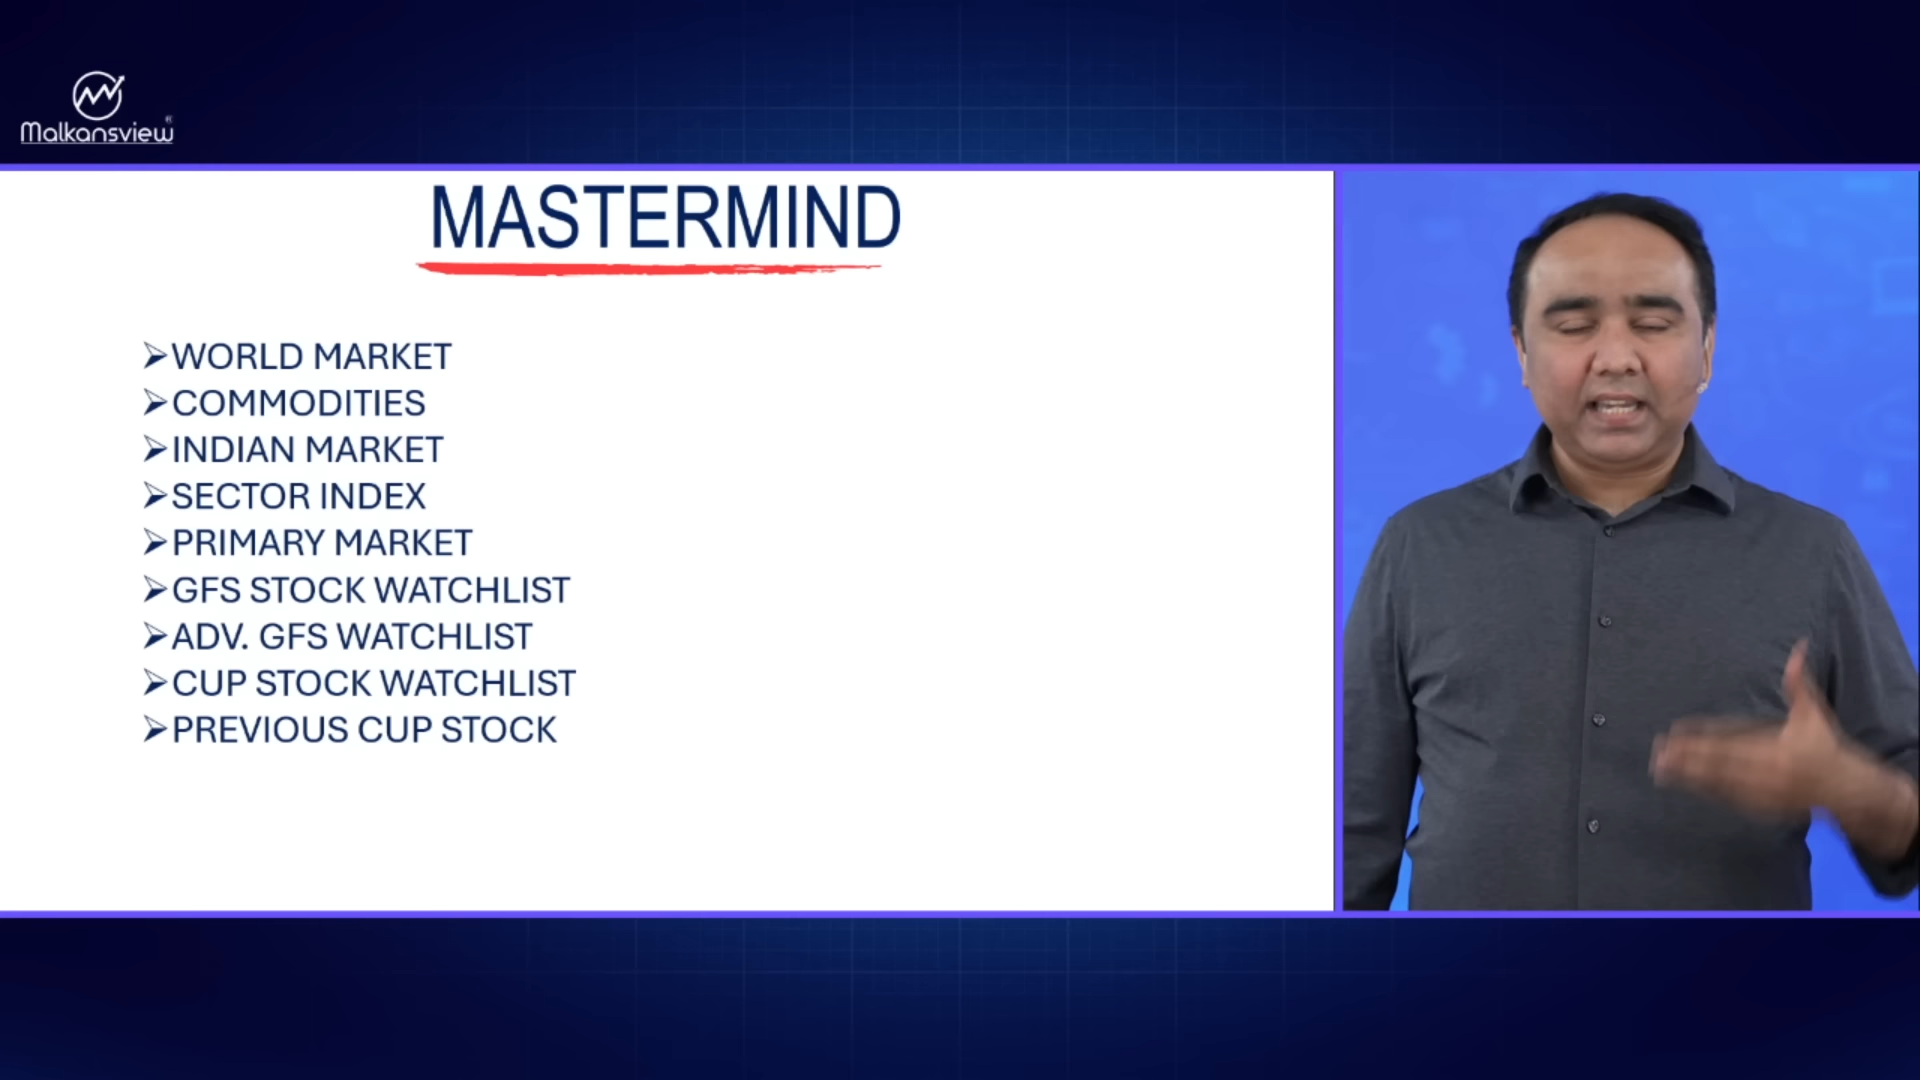 Malkansview®
MASTERMIND
➢WORLD MARKET
➢COMMODITIES
➢INDIAN MARKET
➢SECTOR INDEX
➢PRIMARY MARKET
➢GFS STOCK WATCHLIST
➢ADV. GFS WATCHLIST
➢CUP STOCK WATCHLIST
➢PREVIOUS CUP STOCK